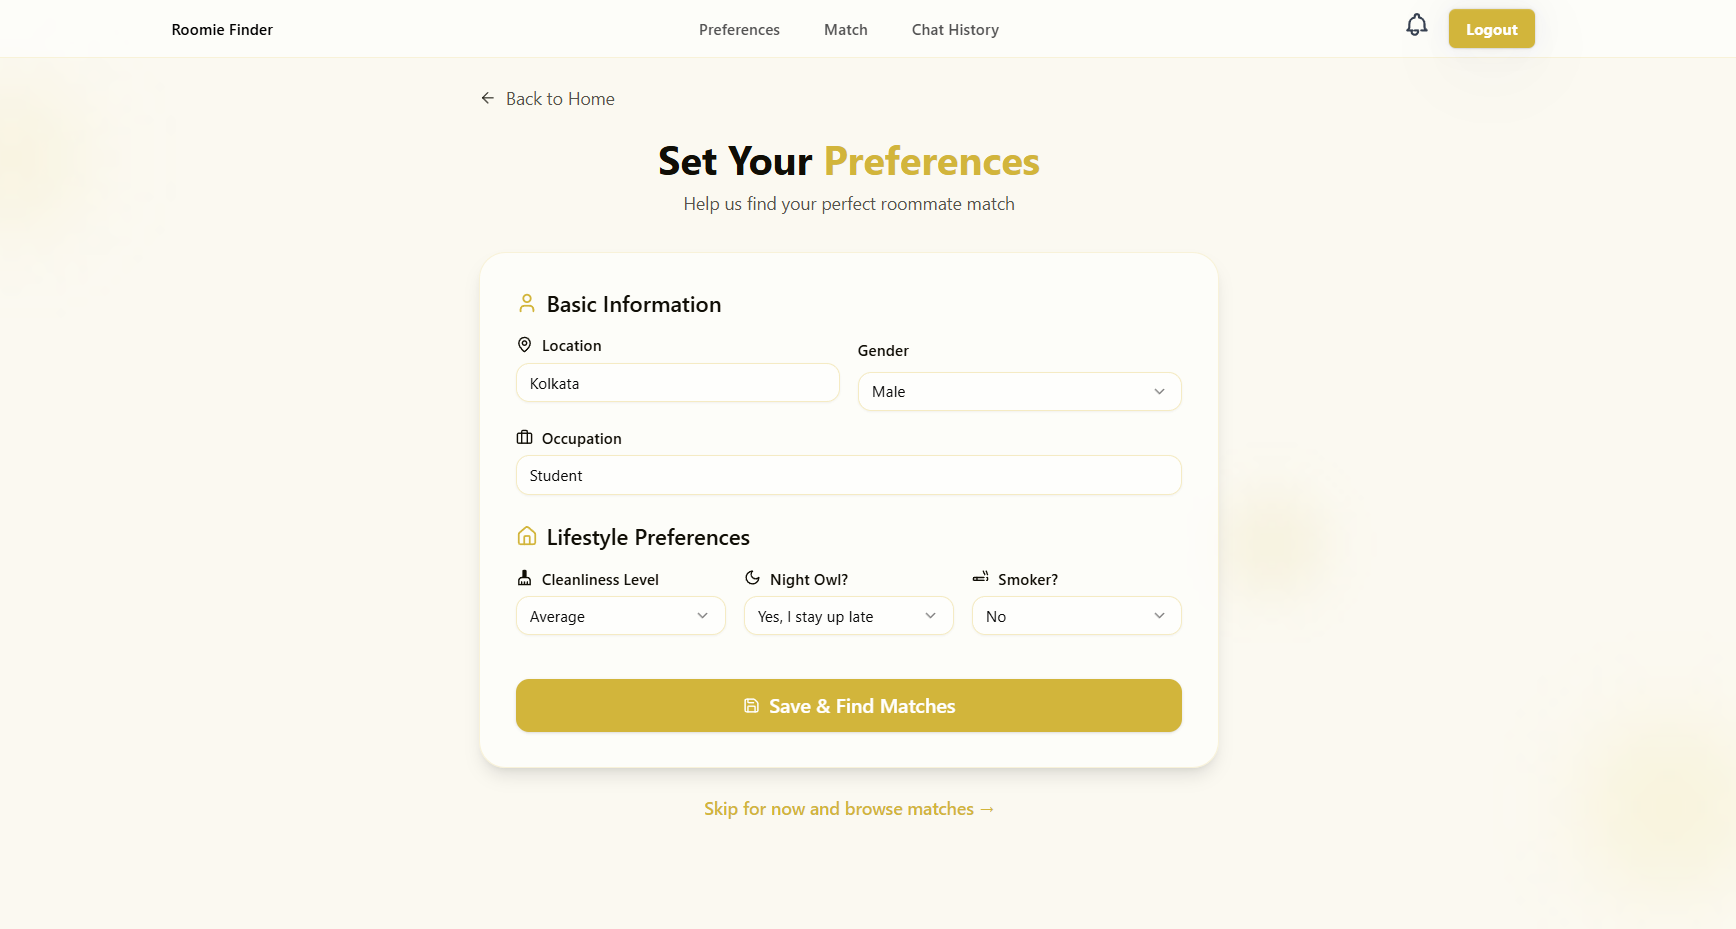 Roomie Finder
Preferences
Match
Chat History
Logout
Back to Home
Set Your Preferences
Help us find your perfect roommate match
Basic Information
Location
Kolkata
Gender
Male
Occupation
Student
Lifestyle Preferences
Cleanliness Level
Average
Night Owl?
Yes, I stay up late
Smoker?
No
Save & Find Matches
Skip for now and browse matches →